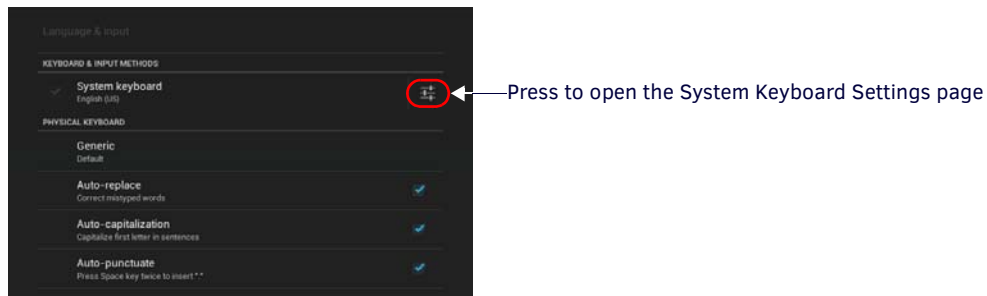 Language & input
KEYBOARD & INPUT METHODS
System keyboard
English (US)
Press to open the System Keyboard Settings page
PHYSICAL KEYBOARD
Generic
Default
Auto-replace
Correct mistyped words
Auto-capitalization
Capitalize first letter in sentences
Auto-punctuate
Press Space key twice to insert "."